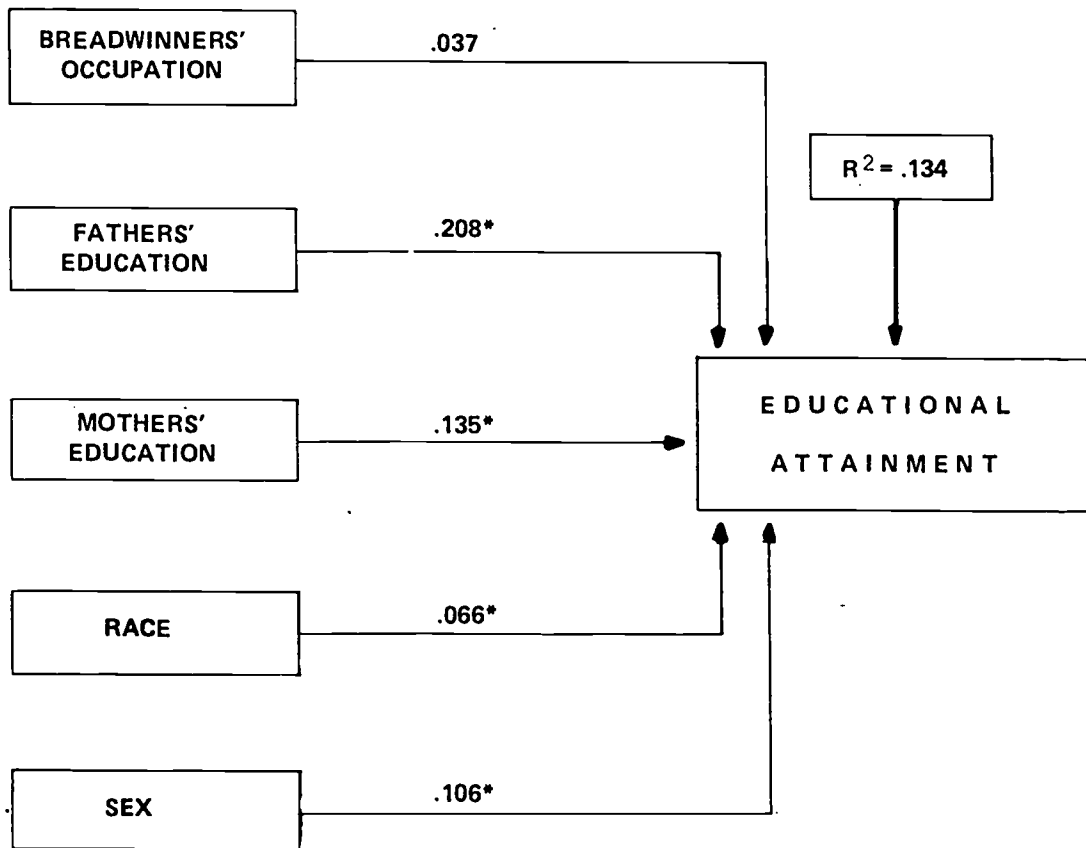 BREADWINNERS'
OCCUPATION
.037
R2 = .134
FATHERS'
EDUCATION
.208*
MOTHERS'
EDUCATION
.135*
EDUCATIONAL
ATTAINMENT
RACE
.066*
SEX
.106*